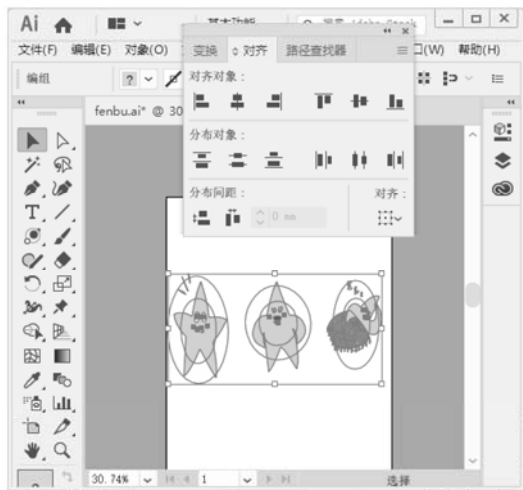 Ai
基本功能
Adobe Stock
文件(F) 编辑(E) 对象(O)
口(W) 帮助(H)
变换 对齐 路径查找器
编组
?
对齐对象：
fenbu.ai* @ 30
分布对象：
分布间距：
对齐：
0 mm
30.74%
1
选择